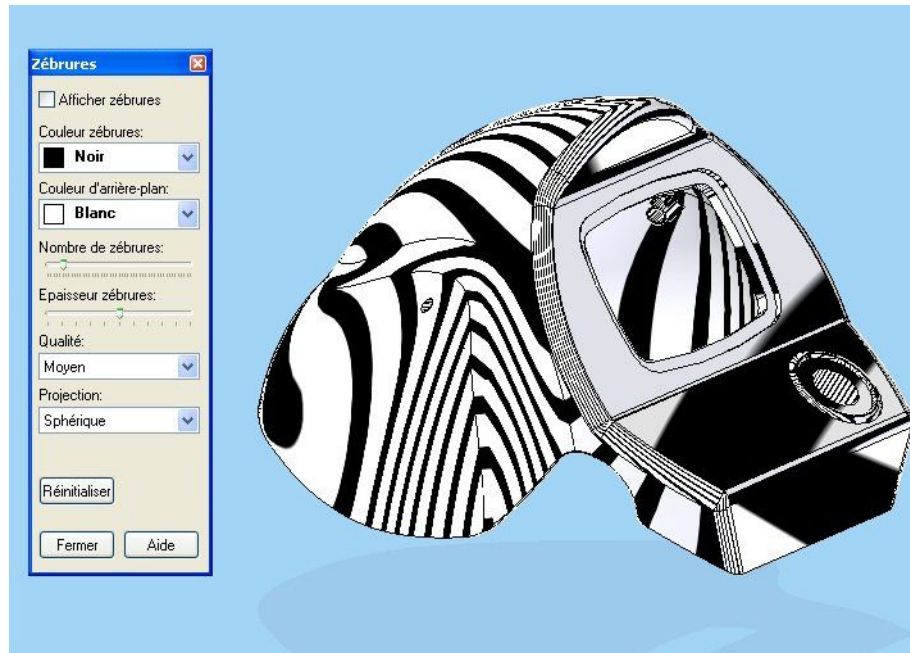 Zébrures
Afficher zébrures
Couleur zébrures:
Noir
Couleur d'arrière-plan:
Blanc
Nombre de zébrures:
Epaisseur zébrures:
Qualité:
Moyen
Projection:
Sphérique
Réinitialiser
Fermer Aide